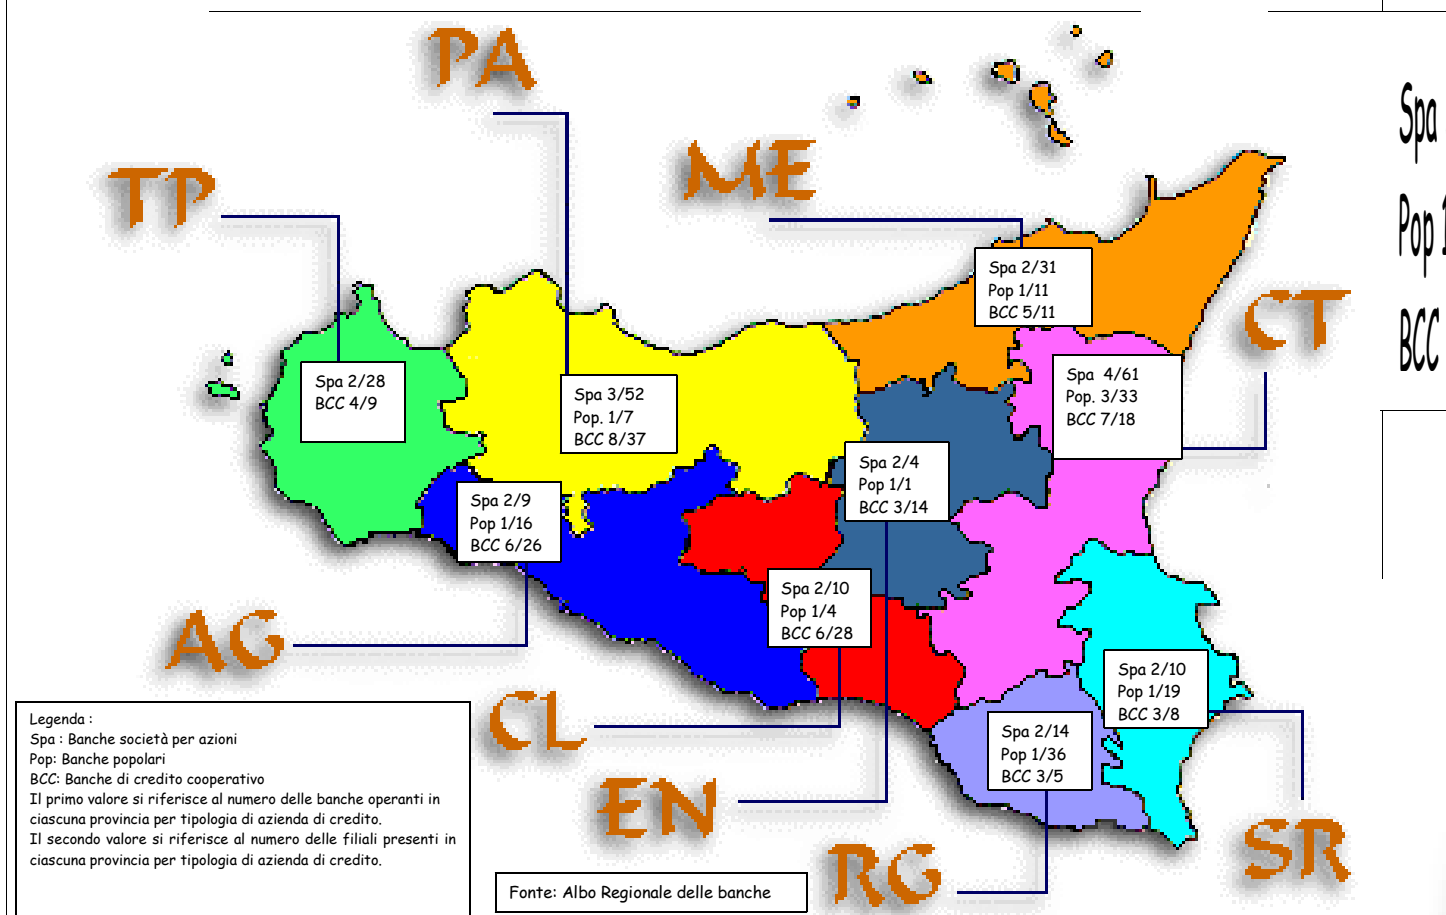 PA
TP
ME
CT
Spa
Pop 1
BCC
Spa 2/31
Pop 1/11
BCC 5/11
Spa 2/28
BCC 4/9
Spa 3/52
Pop. 1/7
BCC 8/37
Spa 4/61
Pop. 3/33
BCC 7/18
Spa 2/4
Pop 1/1
BCC 3/14
Spa 2/9
Pop 1/16
BCC 6/26
Spa 2/10
Pop 1/4
BCC 6/28
Spa 2/10
Pop 1/19
BCC 3/8
Spa 2/14
Pop 1/36
BCC 3/5
AG
CL
EN
RG
SR
Legenda :
Spa : Banche società per azioni
Pop: Banche popolari
BCC: Banche di credito cooperativo
Il primo valore si riferisce al numero delle banche operanti in
ciascuna provincia per tipologia di azienda di credito.
Il secondo valore si riferisce al numero delle filiali presenti in
ciascuna provincia per tipologia di azienda di credito.
Fonte: Albo Regionale delle banche